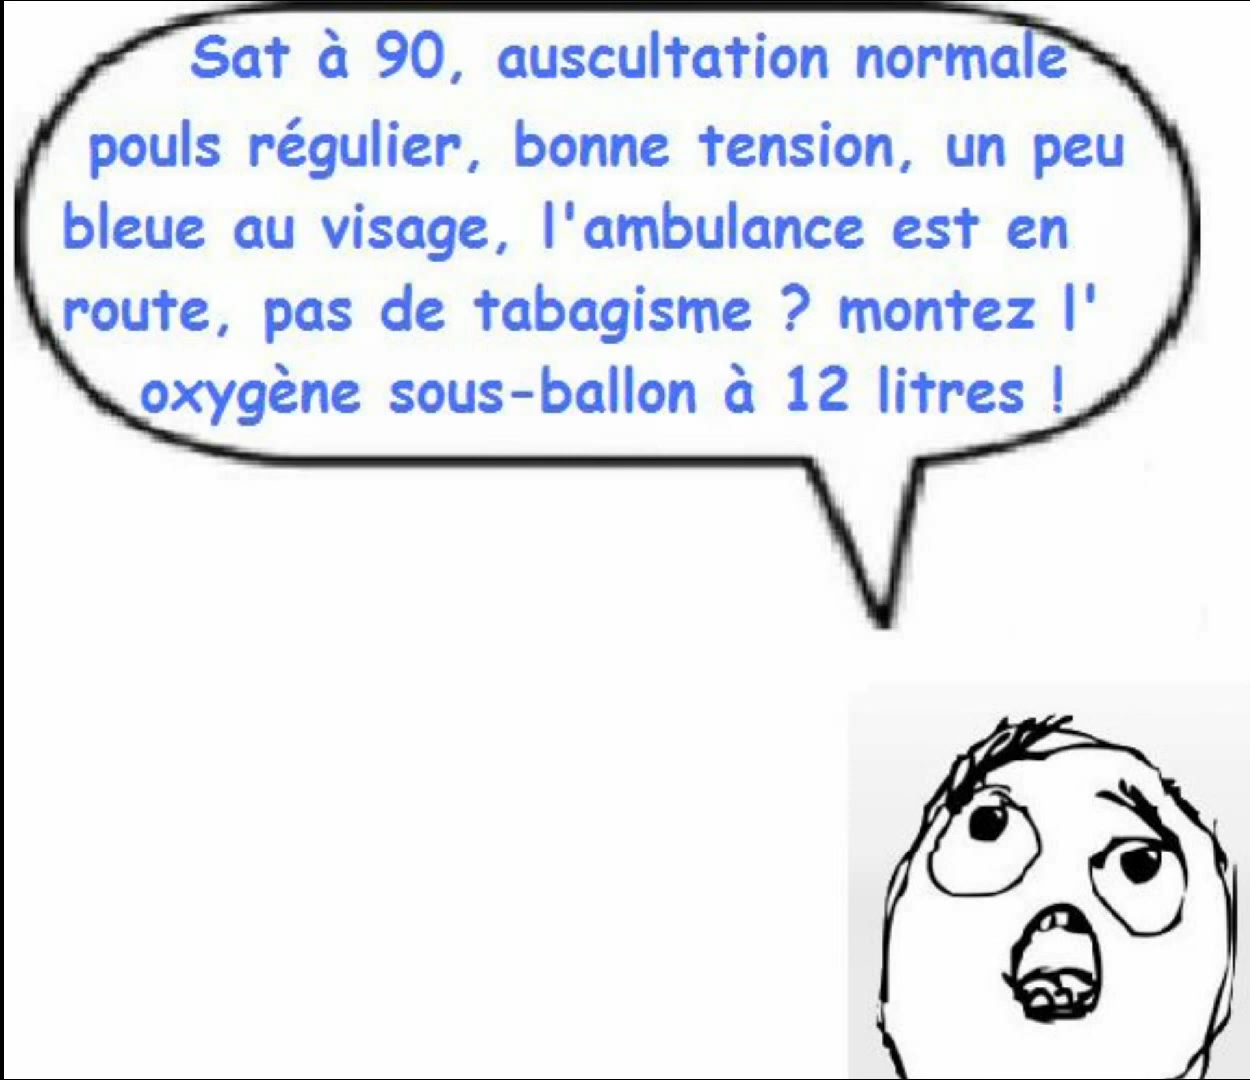 Sat à 90, auscultation normale
pouls régulier, bonne tension, un peu
bleue au visage, l'ambulance est en
route, pas de tabagisme ? montez l'
oxygène sous-ballon à 12 litres !